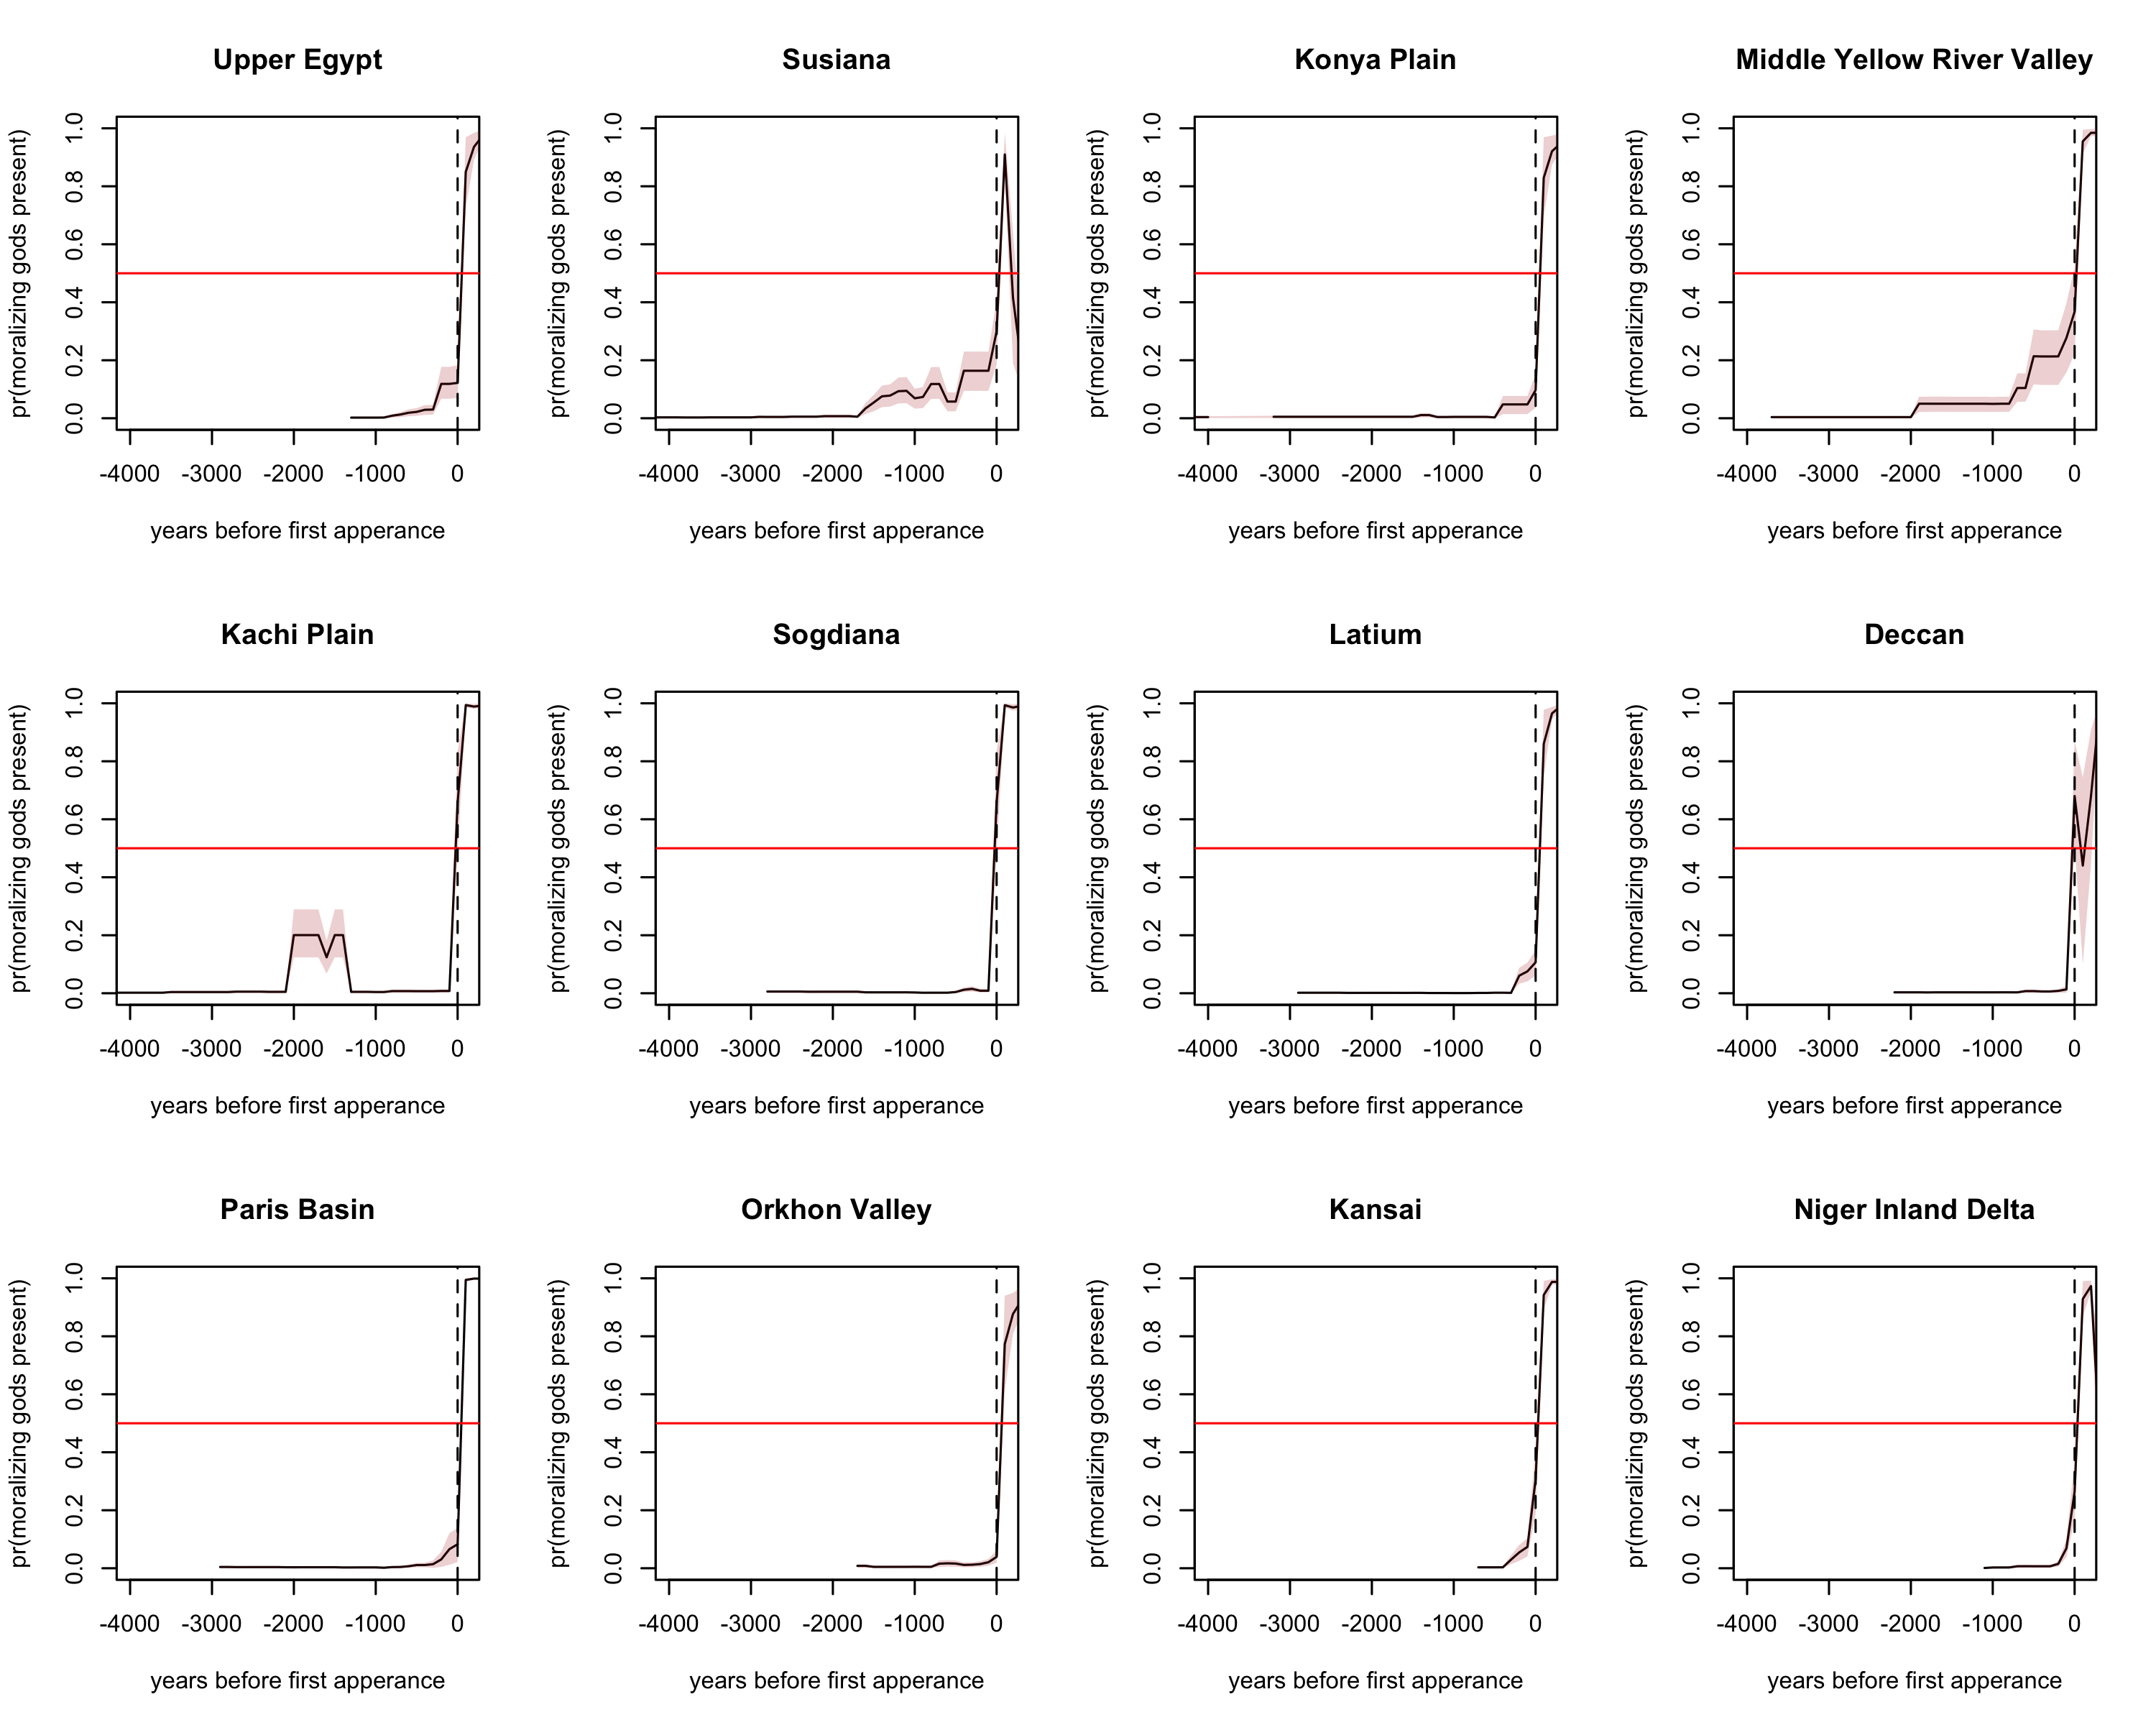 Upper Egypt
pr(moralizing gods present)
0.0 0.2 0.4 0.6 0.8 1.0
-4000 -3000 -2000 -1000 0
years before first apperance
Susiana
pr(moralizing gods present)
0.0 0.2 0.4 0.6 0.8 1.0
-4000 -3000 -2000 -1000 0
years before first apperance
Konya Plain
pr(moralizing gods present)
0.0 0.2 0.4 0.6 0.8 1.0
-4000 -3000 -2000 -1000 0
years before first apperance
Middle Yellow River Valley
pr(moralizing gods present)
0.0 0.2 0.4 0.6 0.8 1.0
-4000 -3000 -2000 -1000 0
years before first apperance
Kachi Plain
pr(moralizing gods present)
0.0 0.2 0.4 0.6 0.8 1.0
-4000 -3000 -2000 -1000 0
years before first apperance
Sogdiana
pr(moralizing gods present)
0.0 0.2 0.4 0.6 0.8 1.0
-4000 -3000 -2000 -1000 0
years before first apperance
Latium
pr(moralizing gods present)
0.0 0.2 0.4 0.6 0.8 1.0
-4000 -3000 -2000 -1000 0
years before first apperance
Deccan
pr(moralizing gods present)
0.0 0.2 0.4 0.6 0.8 1.0
-4000 -3000 -2000 -1000 0
years before first apperance
Paris Basin
pr(moralizing gods present)
0.0 0.2 0.4 0.6 0.8 1.0
-4000 -3000 -2000 -1000 0
years before first apperance
Orkhon Valley
pr(moralizing gods present)
0.0 0.2 0.4 0.6 0.8 1.0
-4000 -3000 -2000 -1000 0
years before first apperance
Kansai
pr(moralizing gods present)
0.0 0.2 0.4 0.6 0.8 1.0
-4000 -3000 -2000 -1000 0
years before first apperance
Niger Inland Delta
pr(moralizing gods present)
0.0 0.2 0.4 0.6 0.8 1.0
-4000 -3000 -2000 -1000 0
years before first apperance